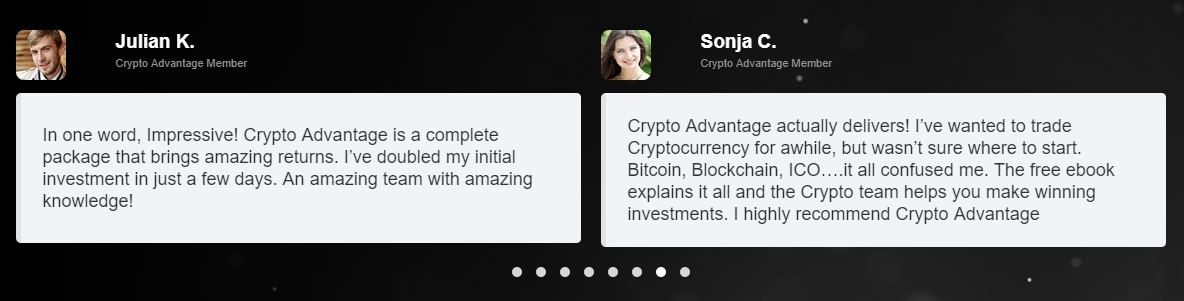 Julian K.
Crypto Advantage Member
In one word, Impressive! Crypto Advantage is a complete
package that brings amazing returns. I've doubled my initial
investment in just a few days. An amazing team with amazing
knowledge!
Sonja C.
Crypto Advantage Member
Crypto Advantage actually delivers! I've wanted to trade
Cryptocurrency for awhile, but wasn't sure where to start.
Bitcoin, Blockchain, ICO….it all confused me. The free ebook
explains it all and the Crypto team helps you make winning
investments. I highly recommend Crypto Advantage